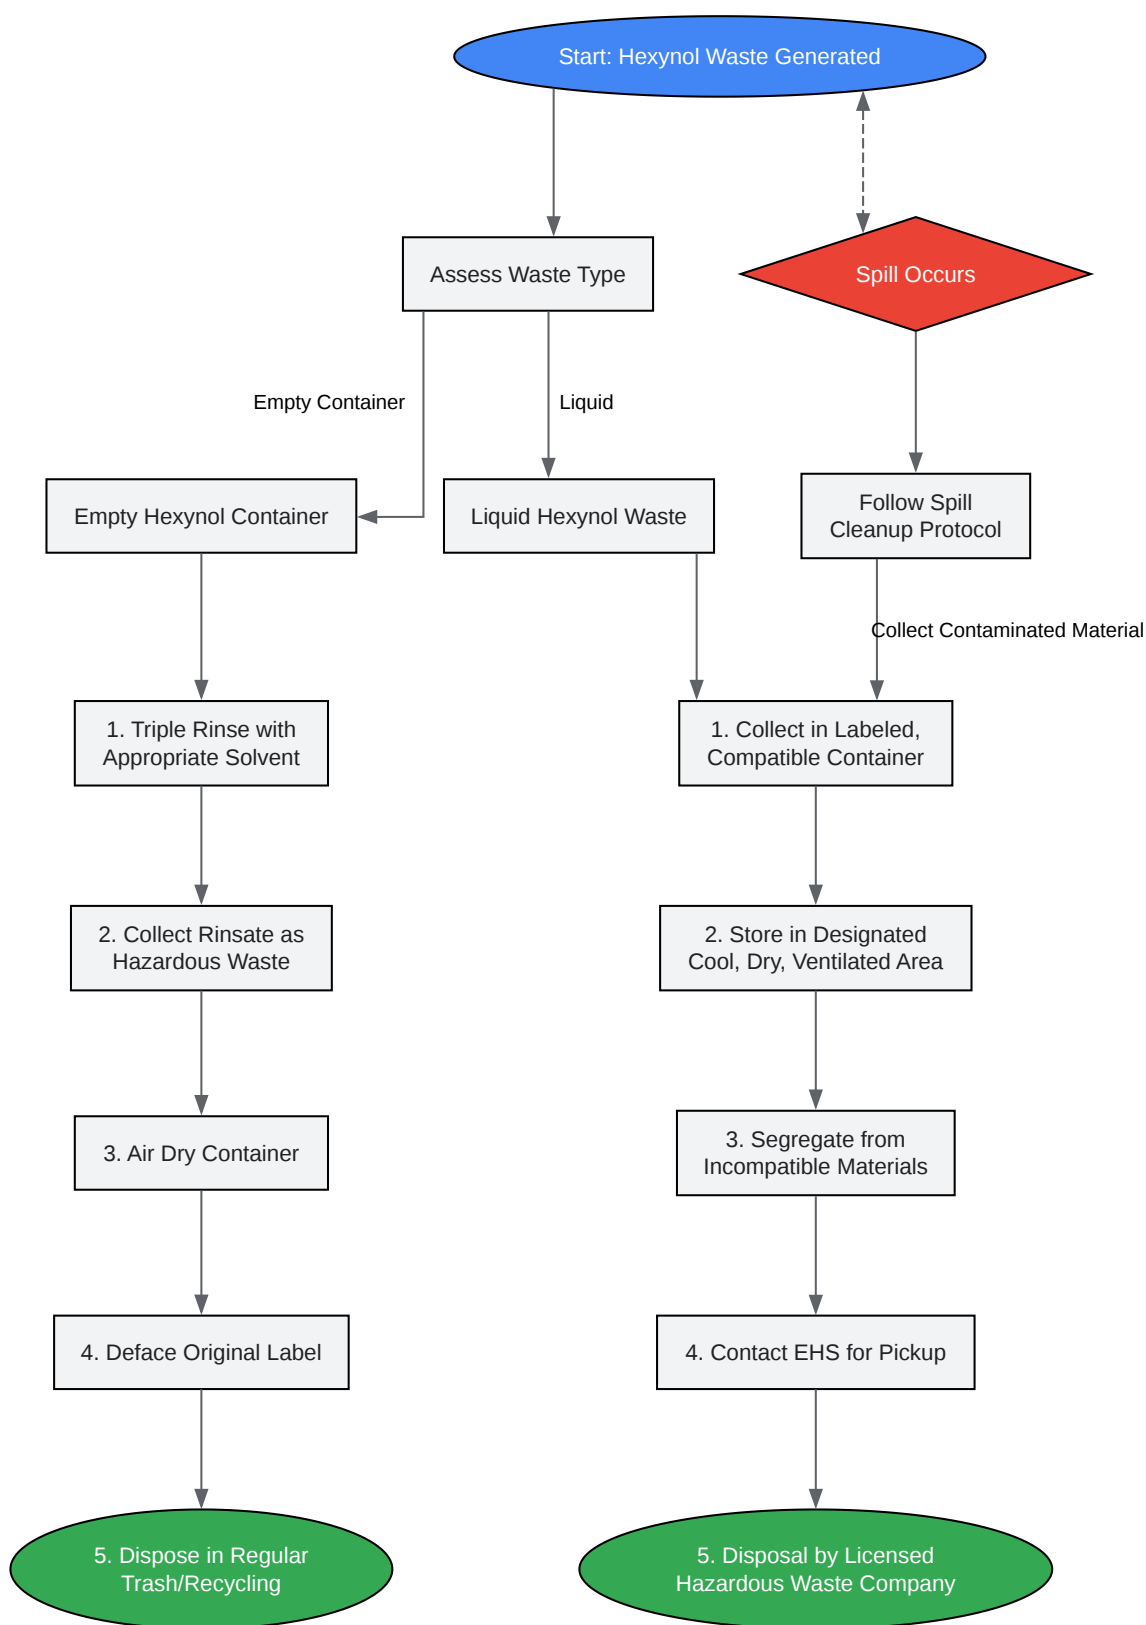 Start: Hexynol Waste Generated
Assess Waste Type
Spill Occurs
Empty Container
Liquid
Empty Hexynol Container
Liquid Hexynol Waste
Follow Spill
Cleanup Protocol
Collect Contaminated Material
1. Triple Rinse with
Appropriate Solvent
1. Collect in Labeled,
Compatible Container
2. Collect Rinsate as
Hazardous Waste
2. Store in Designated
Cool, Dry, Ventilated Area
3. Air Dry Container
3. Segregate from
Incompatible Materials
4. Deface Original Label
4. Contact EHS for Pickup
5. Dispose in Regular
Trash/Recycling
5. Disposal by Licensed
Hazardous Waste Company